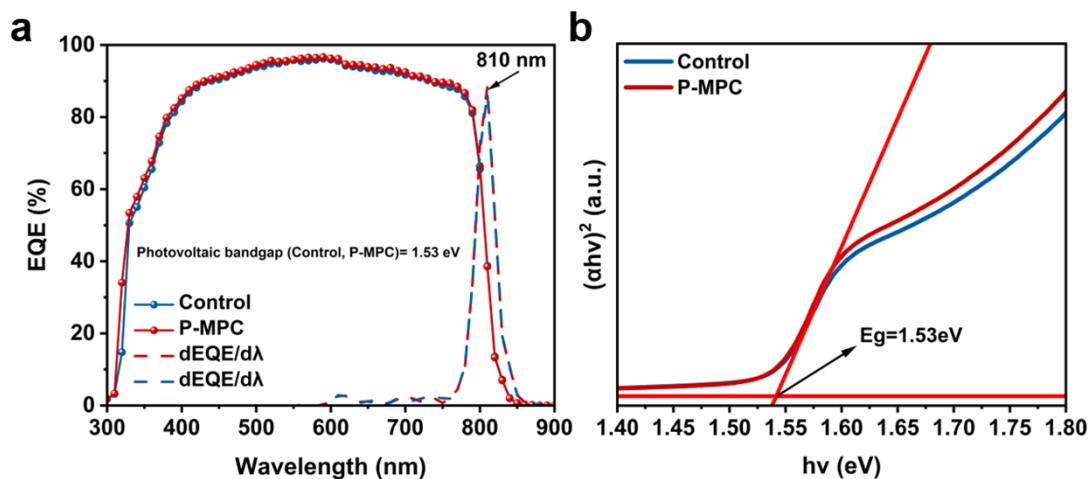 a
100
80
60
40
20
0
EQE (%)
810 nm
Photovoltaic bandgap (Control, P-MPC)= 1.53 eV
Control
P-MPC
dEQE/dλ
dEQE/dλ
300 400 500 600 700 800 900
Wavelength (nm)
b
Control
P-MPC
(αhν)² (a.u.)
Eg=1.53eV
1.40 1.45 1.50 1.55 1.60 1.65 1.70 1.75 1.80
hν (eV)